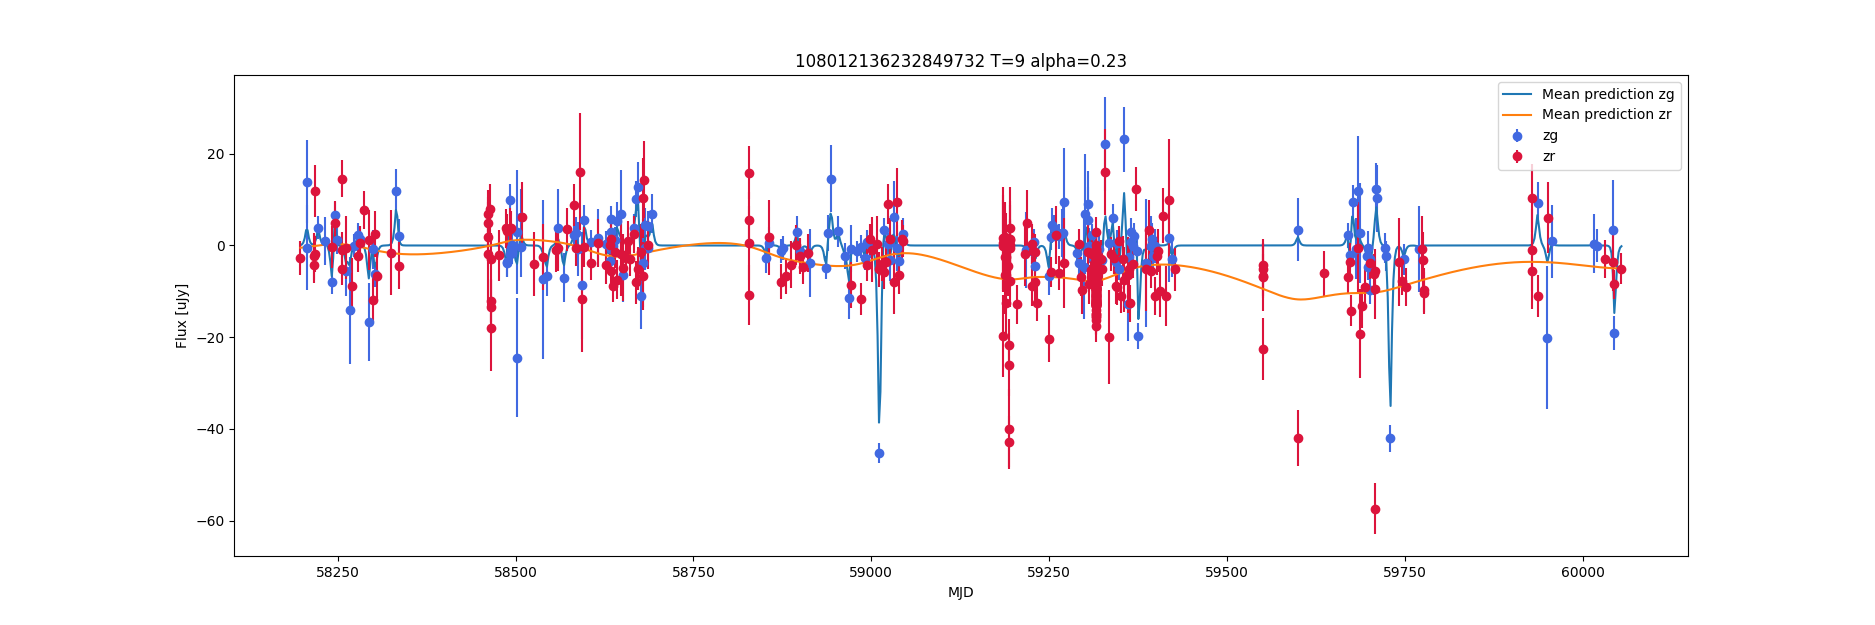 108012136232849732 T=9 alpha=0.23
Mean prediction zg
Mean prediction zr
zg
zr
20
0
−20
−40
−60
Flux [uJy]
58250 58500 58750 59000 59250 59500 59750 60000
MJD